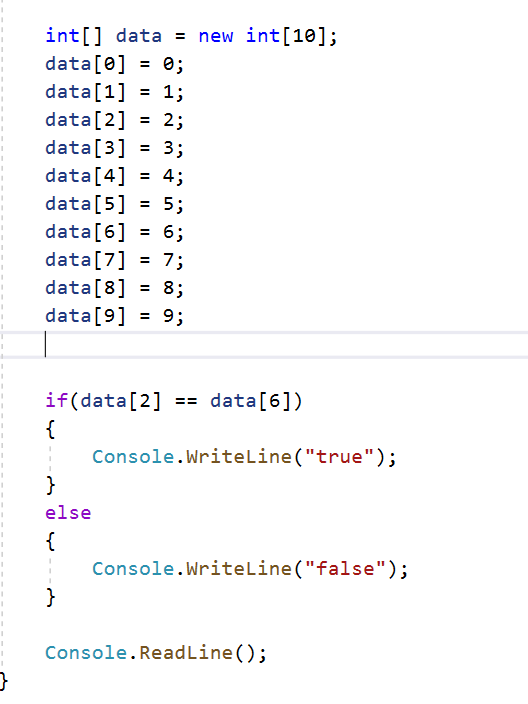 int[] data = new int[10];
data[0] = 0;
data[1] = 1;
data[2] = 2;
data[3] = 3;
data[4] = 4;
data[5] = 5;
data[6] = 6;
data[7] = 7;
data[8] = 8;
data[9] = 9;
if(data[2] == data[6])
{
Console.WriteLine("true");
}
else
{
Console.WriteLine("false");
}
Console.ReadLine();
}